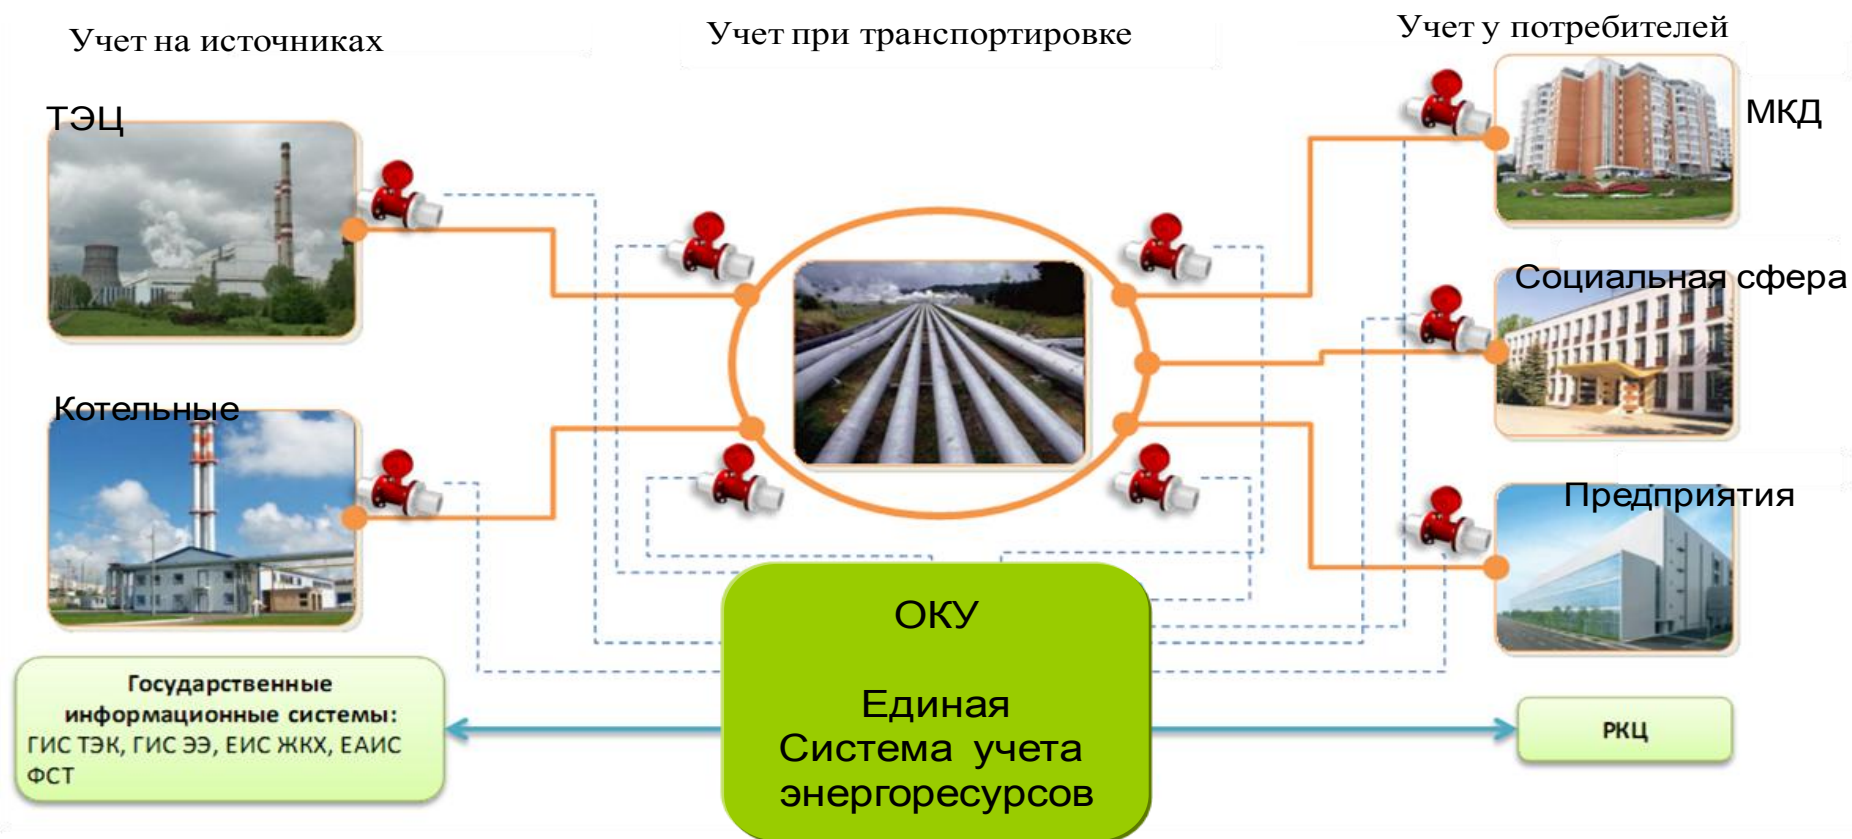 Учет на источниках
Учет при транспортировке
Учет у потребителей
ТЭЦ
МКД
Социальная сфера
Котельные
Предприятия
ОКУ
Единая
Система учета
энергоресурсов
Государственные
информационные системы:
ГИС ТЭК, ГИС ЭЭ, ЕИС ЖКХ, ЕАИС
ФСТ
РКЦ